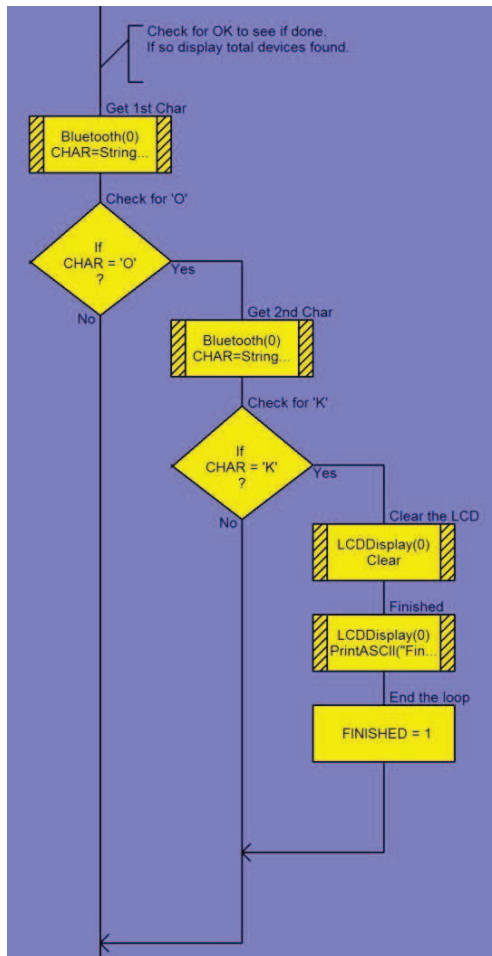 Check for OK to see if done.
If so display total devices found.
Get 1st Char
Bluetooth(0)
CHAR=String...
Check for 'O'
If
CHAR = 'O'
?
Yes
No
Get 2nd Char
Bluetooth(0)
CHAR=String...
Check for 'K'
If
CHAR = 'K'
?
Yes
No
Clear the LCD
LCDDisplay(0)
Clear
Finished
LCDDisplay(0)
PrintASCII("Fin...
End the loop
FINISHED = 1